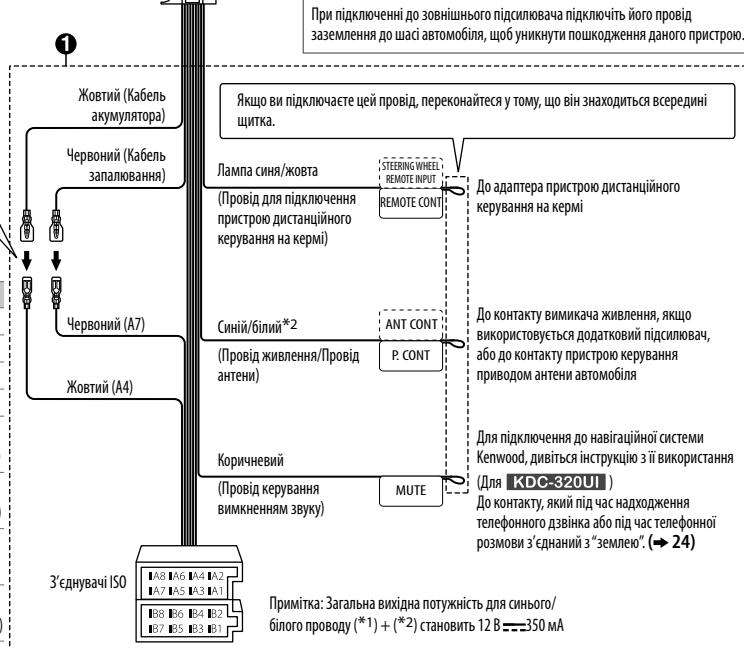 При підключенні до зовнішнього підсилювача підключіть його провід
заземлення до шасі автомобіля, щоб уникнути пошкодження даного пристрою.
1
Жовтий (Кабель
акумулятора)
Якщо ви підключаєте цей провід, переконайтеся у тому, що він знаходиться всередині
щитка.
Червоний (Кабель
запалювання)
Лампа синя/жовта
(Провід для підключення
пристрою дистанційного
керування на кермі)
STEERING WHEEL
REMOTE INPUT
REMOTE CONT
До адаптера пристрою дистанційного
керування на кермі
Червоний (A7)
Синій/білий*2
(Провід живлення/Провід
антени)
ANT CONT
P. CONT
До контакту вимикача живлення, якщо
використовується додатковий підсилювач,
або до контакту пристрою керування
приводом антени автомобіля
Жовтий (A4)
Коричневий
(Провід керування
вимкненням звуку)
MUTE
Для підключення до навігаційної системи
Kenwood, дивіться інструкцію з її використання
(Для KDC-320UI )
До контакту, який під час надходження
телефонного дзвінка або під час телефонної
розмови з’єднаний з “землею”. (➜ 24)
З’єднувачі ISO
A8 A6 A4 A2
A7 A5 A3 A1
B8 B6 B4 B2
B7 B5 B3 B1
Примітка: Загальна вихідна потужність для синього/
білого проводу (*1) + (*2) становить 12 В ⎓ 350 мА